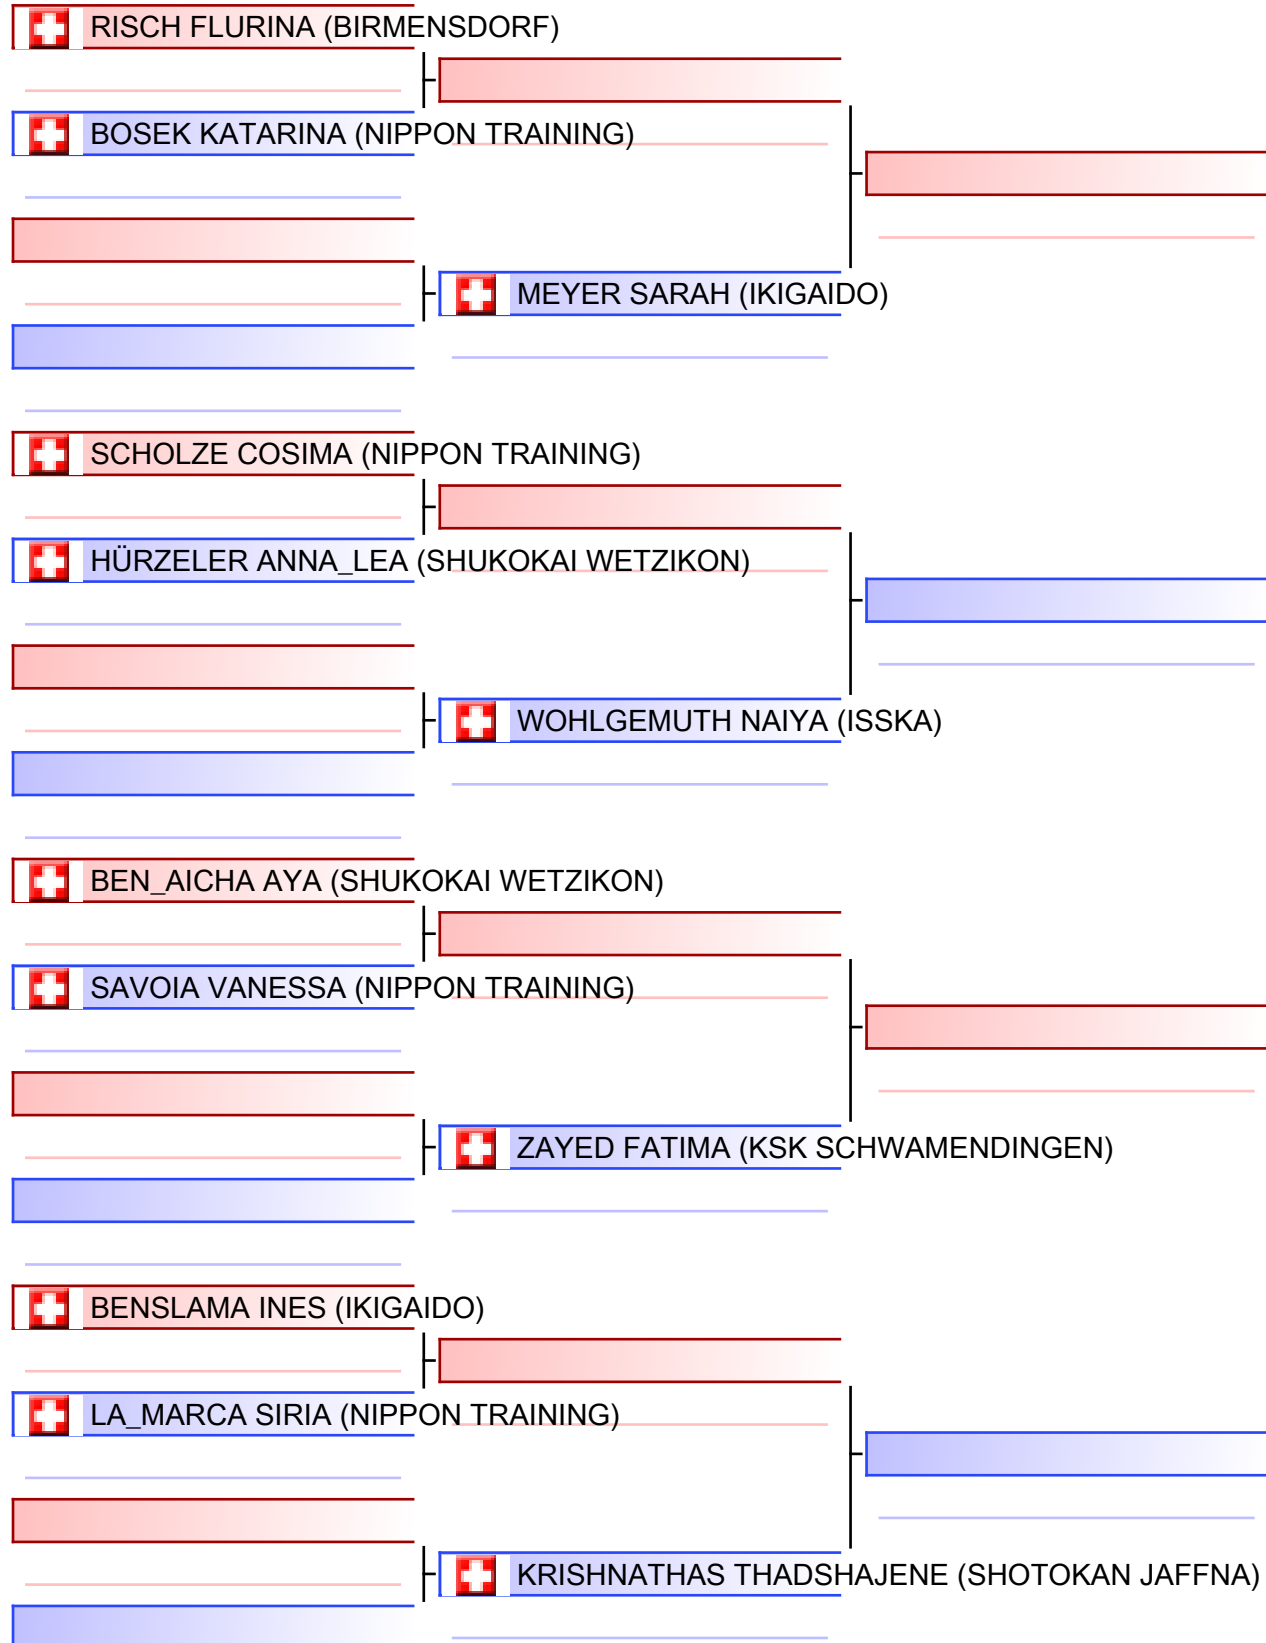 RISCH FLURINA (BIRMENSDORF)
BOSEK KATARINA (NIPPON TRAINING)
MEYER SARAH (IKIGAIDO)
SCHOLZE COSIMA (NIPPON TRAINING)
HÜRZELER ANNA_LEA (SHUKOKAI WETZIKON)
WOHLGEMUTH NAIYA (ISSKA)
BEN_AICHA AYA (SHUKOKAI WETZIKON)
SAVOIA VANESSA (NIPPON TRAINING)
ZAYED FATIMA (KSK SCHWAMENDINGEN)
BENSLAMA INES (IKIGAIDO)
LA_MARCA SIRIA (NIPPON TRAINING)
KRISHNATHAS THADSHAJENE (SHOTOKAN JAFFNA)